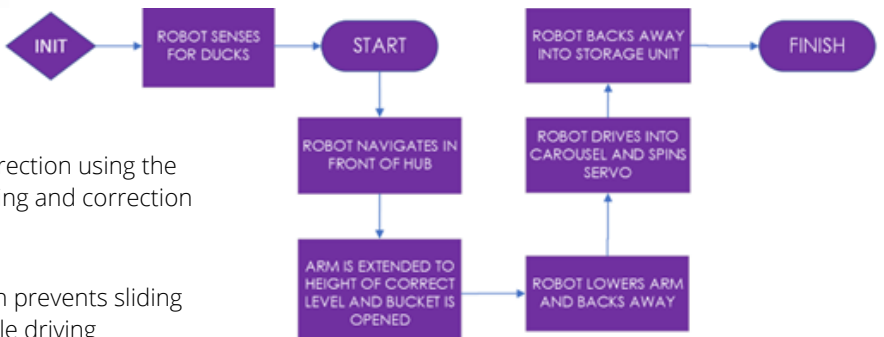 INIT
ROBOT SENSES
FOR DUCKS
START
ROBOT NAVIGATES IN
FRONT OF HUB
ARM IS EXTENDED TO
HEIGHT OF CORRECT
LEVEL AND BUCKET IS
OPENED
ROBOT LOWERS ARM
AND BACKS AWAY
ROBOT DRIVES INTO
CAROUSEL AND SPINS
SERVO
ROBOT BACKS AWAY
INTO STORAGE UNIT
FINISH
rection using the
ing and correction
n prevents sliding
le driving